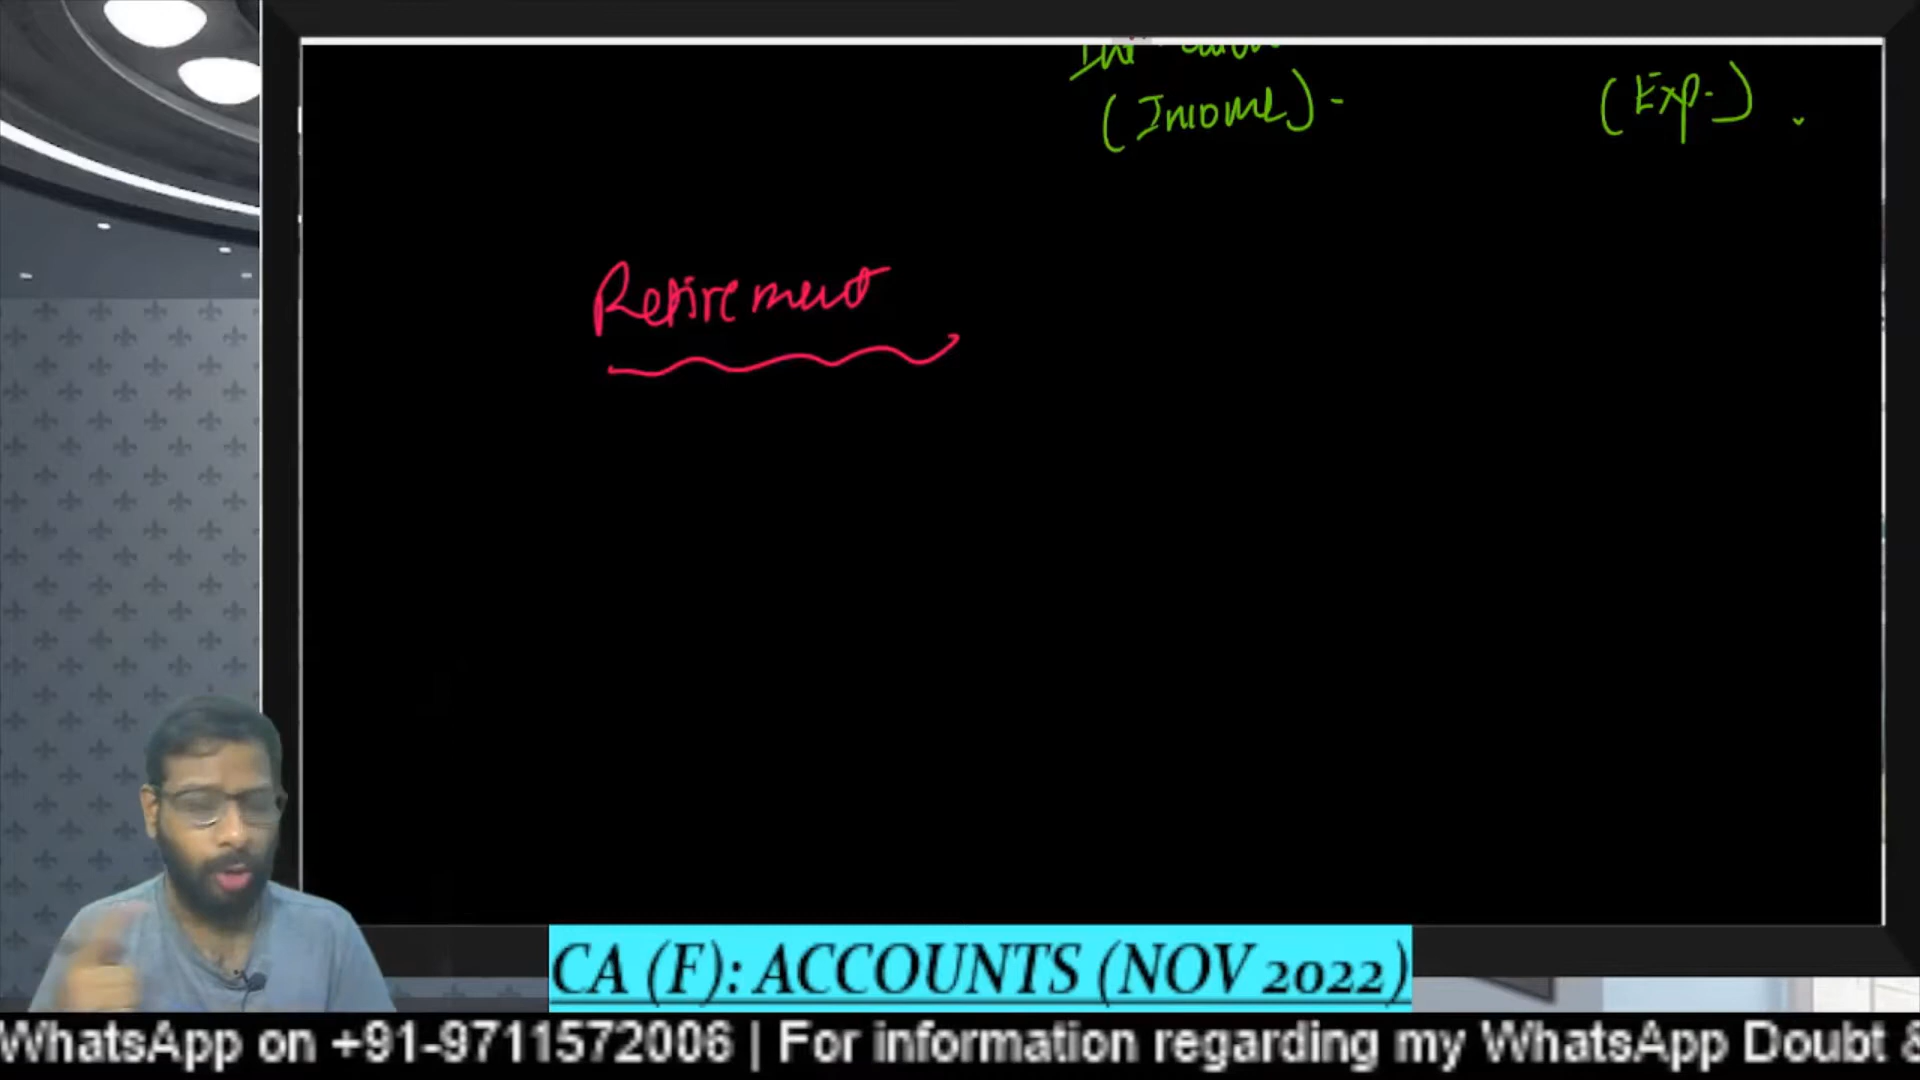 (Income) -
(Exp.) .
Retirement
CA (F): ACCOUNTS (NOV 2022)
WhatsApp on +91-9711572006 | For information regarding my WhatsApp Doubt &